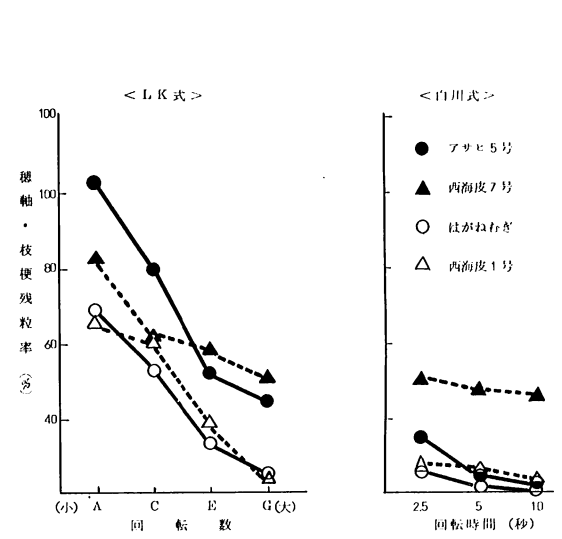 ＜ＬＫ式＞
＜白川式＞
100
100
80
60
40
穂軸・枝梗残粒率（％）
アサヒ５号
西海皮７号
はがねむぎ
西海皮１号
（小） A C E G（大）
回転数
2.5 5 10
回転時間（秒）